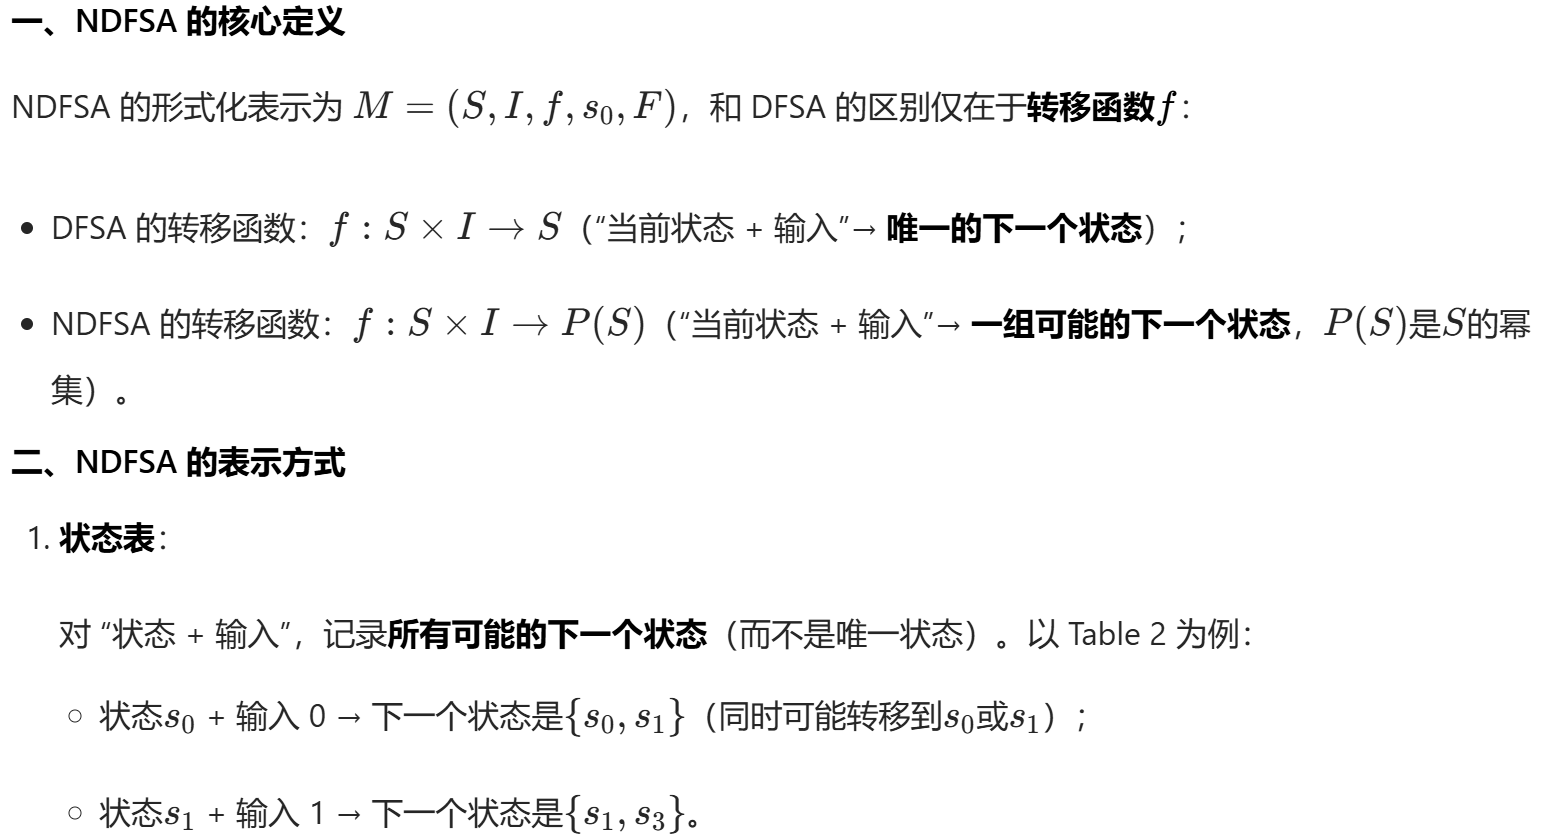 一、NDFSA 的核心定义
NDFSA 的形式化表示为 M = (S, I, f, s₀, F)，和 DFSA 的区别仅在于转移函数f：
• DFSA 的转移函数：f : S × I → S（“当前状态 + 输入”→ 唯一的下一个状态）；
• NDFSA 的转移函数：f : S × I → P(S)（“当前状态 + 输入”→ 一组可能的下一个状态，P(S)是S的幂
集）。
二、NDFSA 的表示方式
1. 状态表：
对 “状态 + 输入”，记录所有可能的下一个状态（而不是唯一状态）。以 Table 2 为例：
○ 状态s₀ + 输入 0 → 下一个状态是{s₀, s₁}（同时可能转移到s₀或s₁）；
○ 状态s₁ + 输入 1 → 下一个状态是{s₁, s₃}。